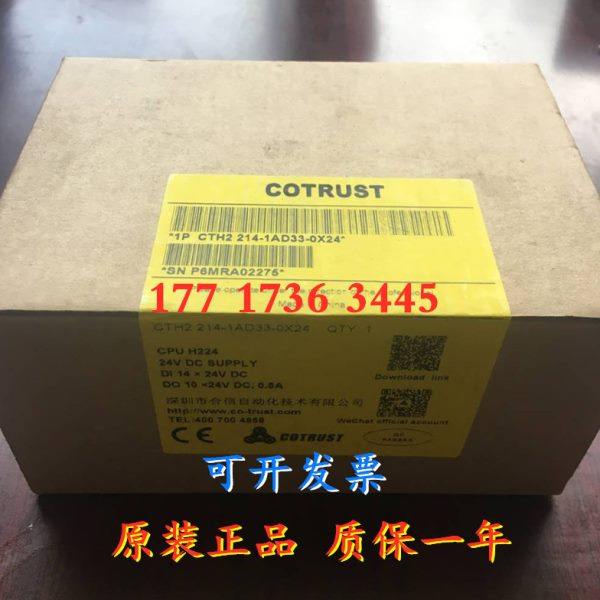 COTRUST
*1P CTH2 214-1AD33-0X24*
*SN P6MRA02275*
177 1736 3445
CTH2 214-1AD33-0X24 QTY 1
CPU H224
24V DC SUPPLY
DI 14 × 24V DC
DO 10 ×24V DC, 0.5A
Download link
深圳市合信自动化技术有限公司
http://www.co-trust.com
TEL:400 700 4858
WeChat official account
CE COTRUST
可开发票
原装正品 质保一年